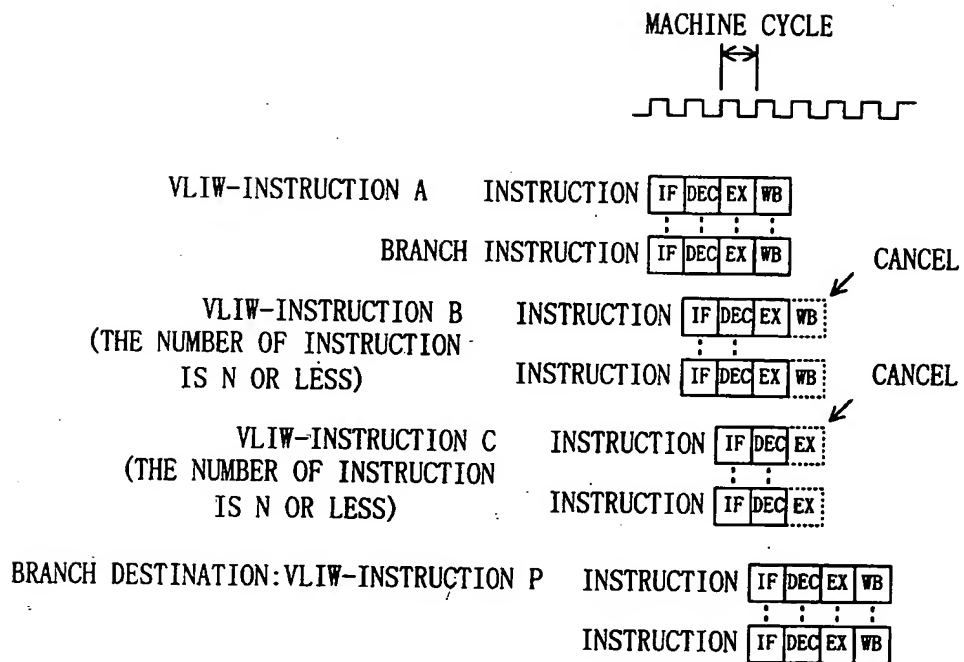 MACHINE CYCLE
VLIW-INSTRUCTION A INSTRUCTION IF DEC EX WB
BRANCH INSTRUCTION IF DEC EX WB
CANCEL
VLIW-INSTRUCTION B INSTRUCTION IF DEC EX WB
(THE NUMBER OF INSTRUCTION
IS N OR LESS) INSTRUCTION IF DEC EX WB
CANCEL
VLIW-INSTRUCTION C INSTRUCTION IF DEC EX
(THE NUMBER OF INSTRUCTION
IS N OR LESS) INSTRUCTION IF DEC EX
BRANCH DESTINATION:VLIW-INSTRUCTION P INSTRUCTION IF DEC EX WB
INSTRUCTION IF DEC EX WB